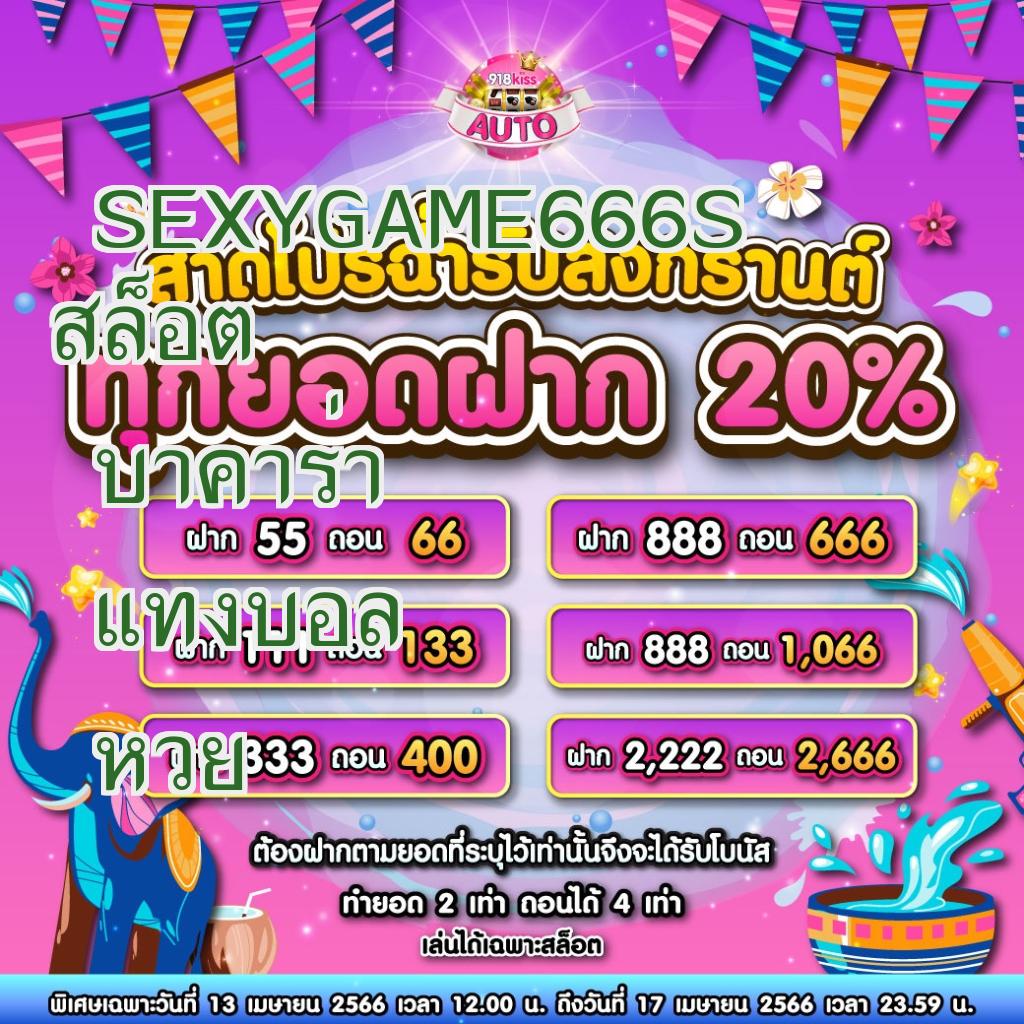 918kiss
AUTO
SEXYGAME666S
สาดโปรฉ่ำรับสงกรานต์
สล็อต
ทุกยอดฝาก 20%
บาคาร่า
ฝาก 55 ถอน 66
ฝาก 888 ถอน 666
แทงบอล
ฝาก 111 ถอน 133
ฝาก 888 ถอน 1,066
หวย
333 ถอน 400
ฝาก 2,222 ถอน 2,666
ต้องฝากตามยอดที่ระบุไว้เท่านั้นจึงจะได้รับโบนัส
ทำยอด 2 เท่า ถอนได้ 4 เท่า
เล่นได้เฉพาะสล็อต
พิเศษเฉพาะวันที่ 13 เมษายน 2566 เวลา 12.00 น. ถึงวันที่ 17 เมษายน 2566 เวลา 23.59 น.